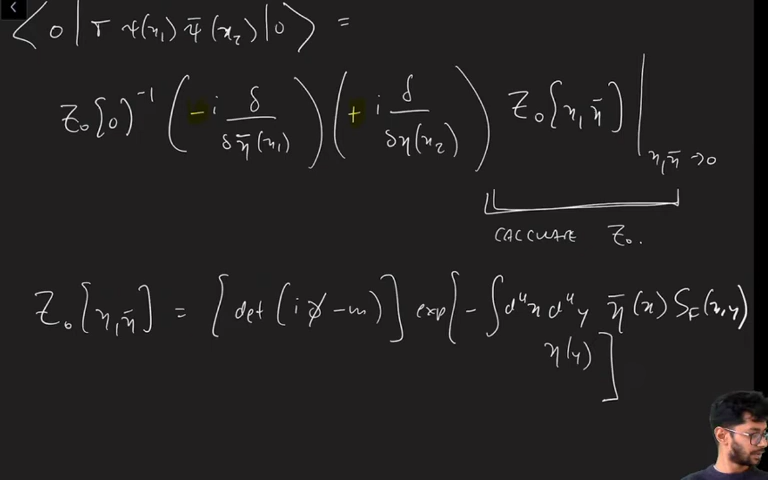 ⟨0|T ψ(x₁) ψ̄(x₂)|0⟩ =
Z₀[0]⁻¹ (−i δ/δη̄(x₁)) (+i δ/δη(x₂)) Z₀[η,η̄] |η,η̄→0
CALCULATE Z₀.
Z₀[η,η̄] = [det(i∂̸−m)] exp[−∫d⁴x d⁴y η̄(x) S_F(x,y)
η(y)]